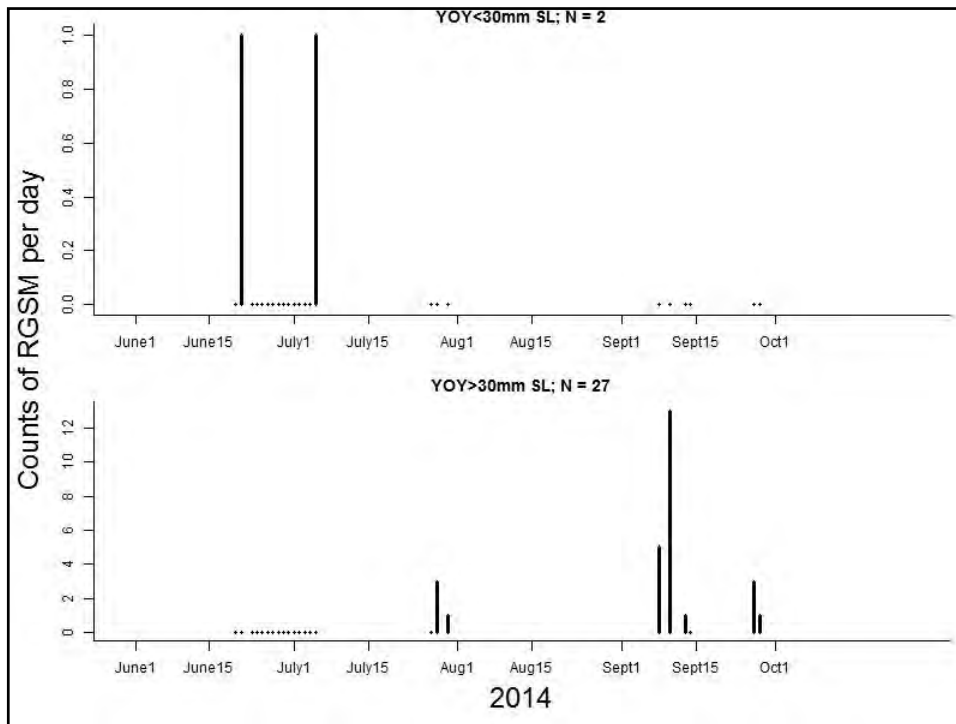 YOY<30mm SL; N = 2
1.0
0.8
0.6
0.4
0.2
0.0
June1 June15 July1 July15 Aug1 Aug15 Sept1 Sept15 Oct1
Counts of RGSM per day
YOY>30mm SL; N = 27
12
10
8
6
4
2
0
June1 June15 July1 July15 Aug1 Aug15 Sept1 Sept15 Oct1
2014